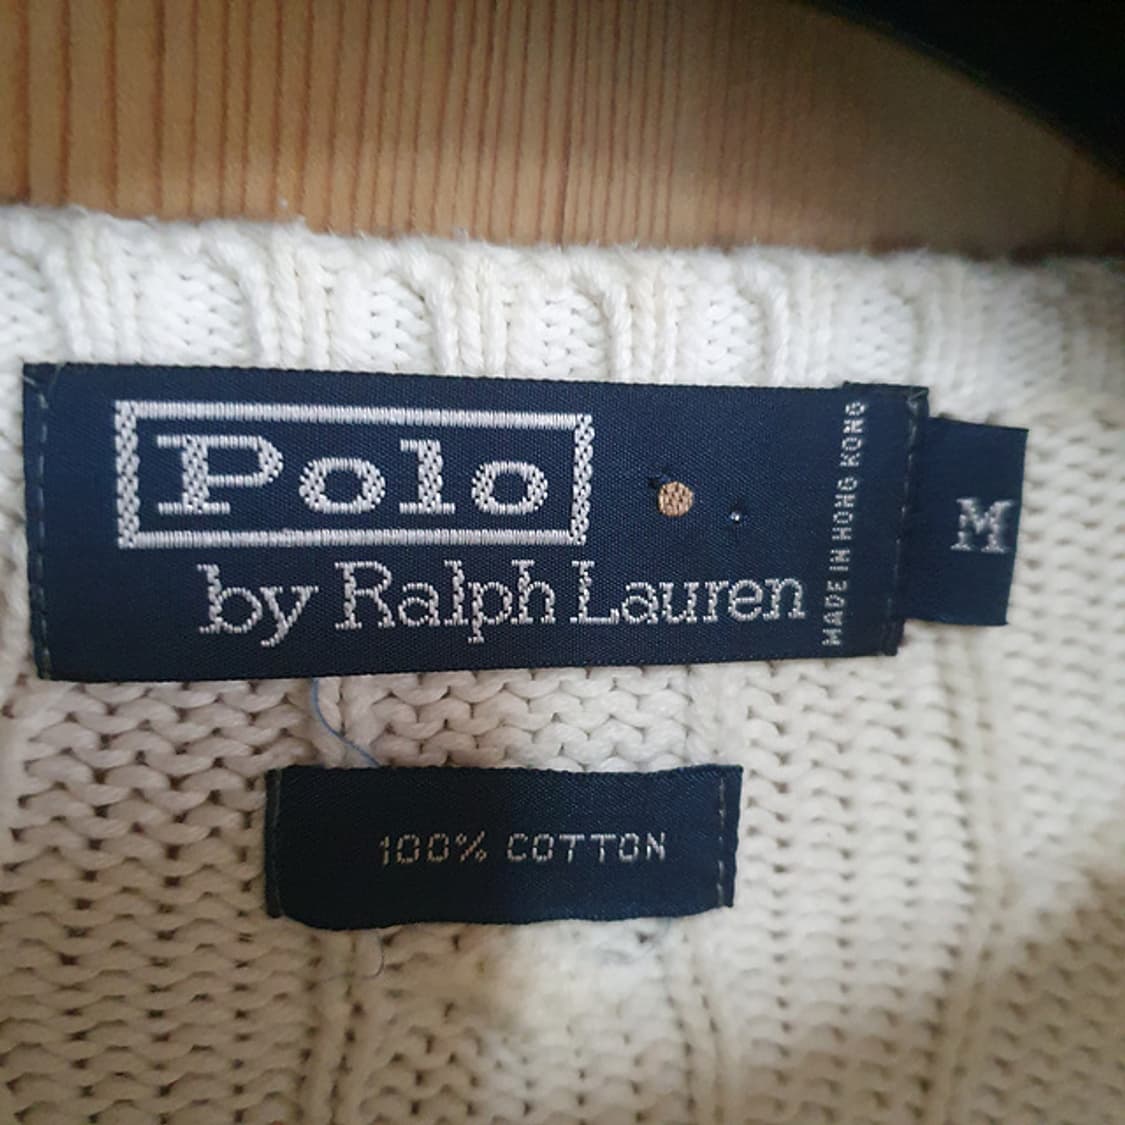 Polo
by Ralph Lauren
MADE IN HONG KONG
M
100% COTTON